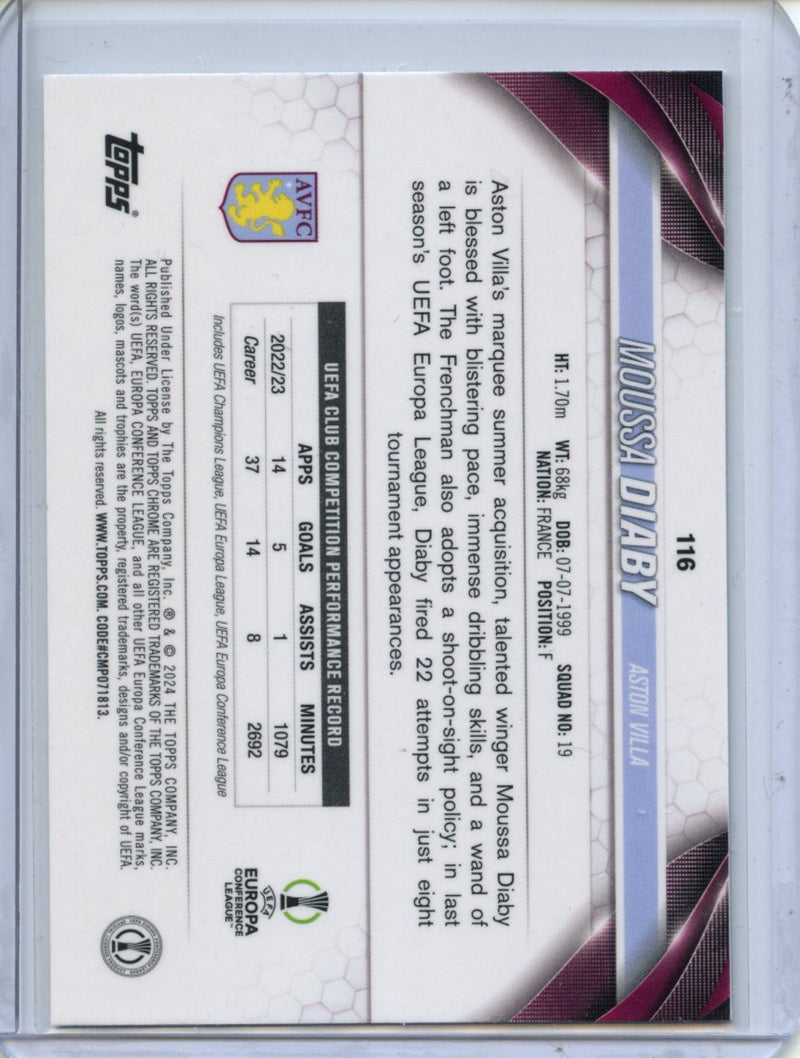 116
MOUSSA DIABY ASTON VILLA
HT: 1.70m WT: 68kg DOB: 07-07-1999 SQUAD NO: 19
NATION: FRANCE POSITION: F
Aston Villa's marquee summer acquisition, talented winger Moussa Diaby
is blessed with blistering pace, immense dribbling skills, and a wand of
a left foot. The Frenchman also adopts a shoot-on-sight policy; in last
season's UEFA Europa League, Diaby fired 22 attempts in just eight
tournament appearances.
AVFC
UEFA CLUB COMPETITION PERFORMANCE RECORD
APPS GOALS ASSISTS MINUTES
2022/23 14 5 1 1079
Career 37 14 8 2692
Includes UEFA Champions League, UEFA Europa League, UEFA Europa Conference League
UEFA
EUROPA
CONFERENCE
LEAGUE™
topps®
Published Under License by The Topps Company, Inc. ® & © 2024 THE TOPPS COMPANY, INC.
ALL RIGHTS RESERVED. TOPPS AND TOPPS CHROME ARE REGISTERED TRADEMARKS OF THE TOPPS COMPANY, INC.
The word(s) UEFA, EUROPA CONFERENCE LEAGUE, and all other UEFA Europa Conference League marks,
names, logos, mascots and trophies are the property, registered trademarks, designs and/or copyright of UEFA.
All rights reserved. WWW.TOPPS.COM. CODE#CMP071813.